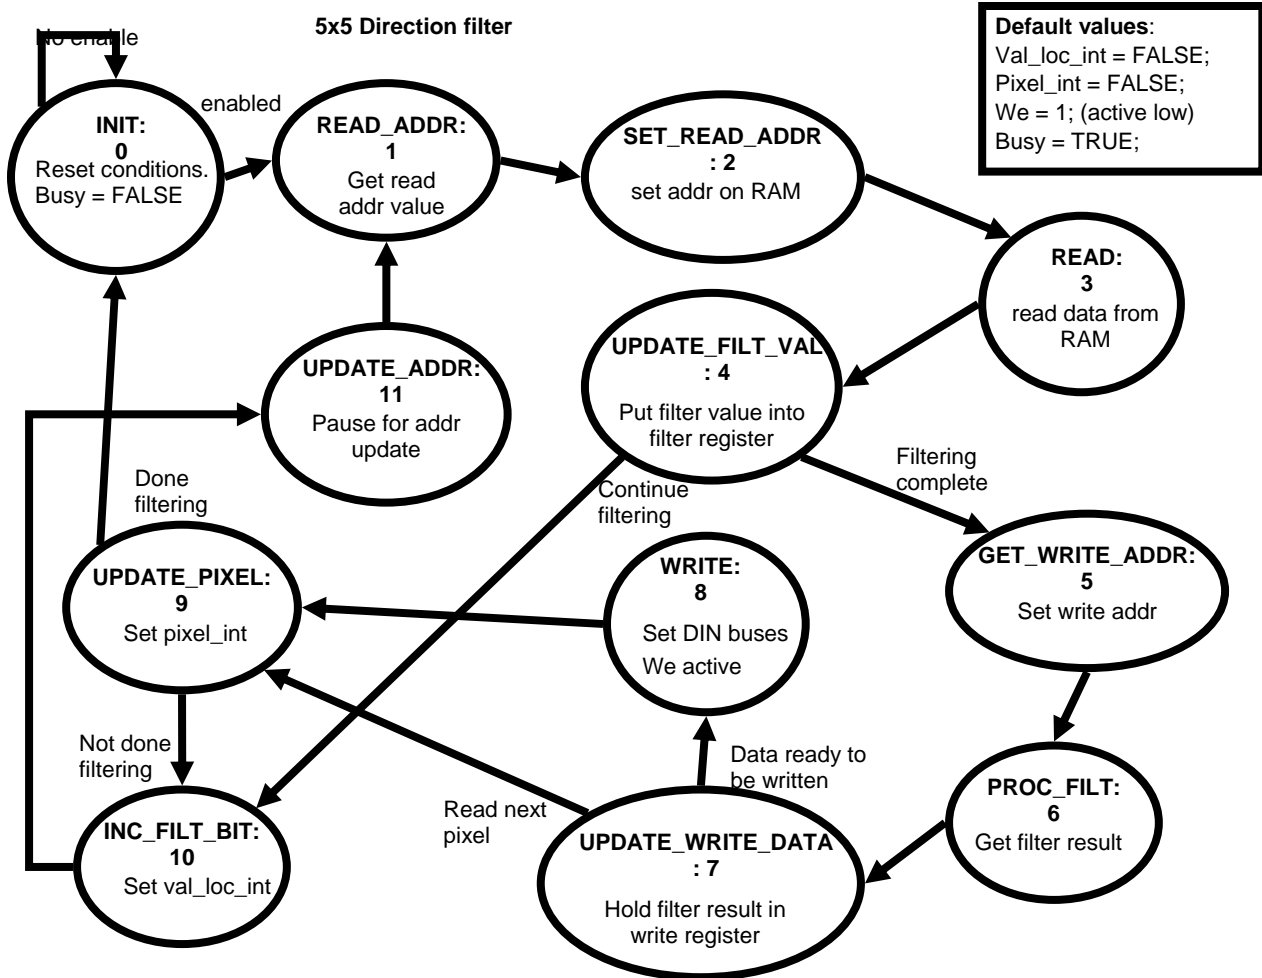 5x5 Direction filter
Default values:
Val_loc_int = FALSE;
Pixel_int = FALSE;
We = 1; (active low)
Busy = TRUE;
No enable
enabled
INIT:
0
Reset conditions.
Busy = FALSE
READ_ADDR:
1
Get read
addr value
SET_READ_ADDR
: 2
set addr on RAM
READ:
3
read data from
RAM
UPDATE_FILT_VAL
: 4
Put filter value into
filter register
UPDATE_ADDR:
11
Pause for addr
update
Done
filtering
Continue
filtering
Filtering
complete
GET_WRITE_ADDR:
5
Set write addr
WRITE:
8
Set DIN buses
We active
UPDATE_PIXEL:
9
Set pixel_int
Not done
filtering
Data ready to
be written
Read next
pixel
PROC_FILT:
6
Get filter result
UPDATE_WRITE_DATA
: 7
Hold filter result in
write register
INC_FILT_BIT:
10
Set val_loc_int